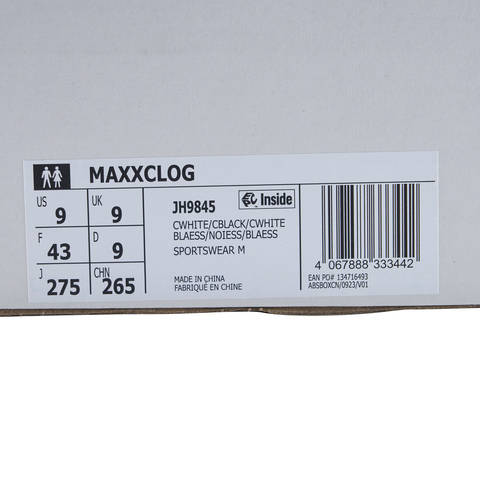 MAXXCLOG
US 9 UK 9
F 43 D 9
J 275 CHN 265
JH9845
Inside
CWHITE/CBLACK/CWHITE
BLAESS/NOIESS/BLAESS
SPORTSWEAR M
MADE IN CHINA
FABRIQUÉ EN CHINE
4 067888 333442
EAN PO# 134716493
ABSBOXCN/0923/V01